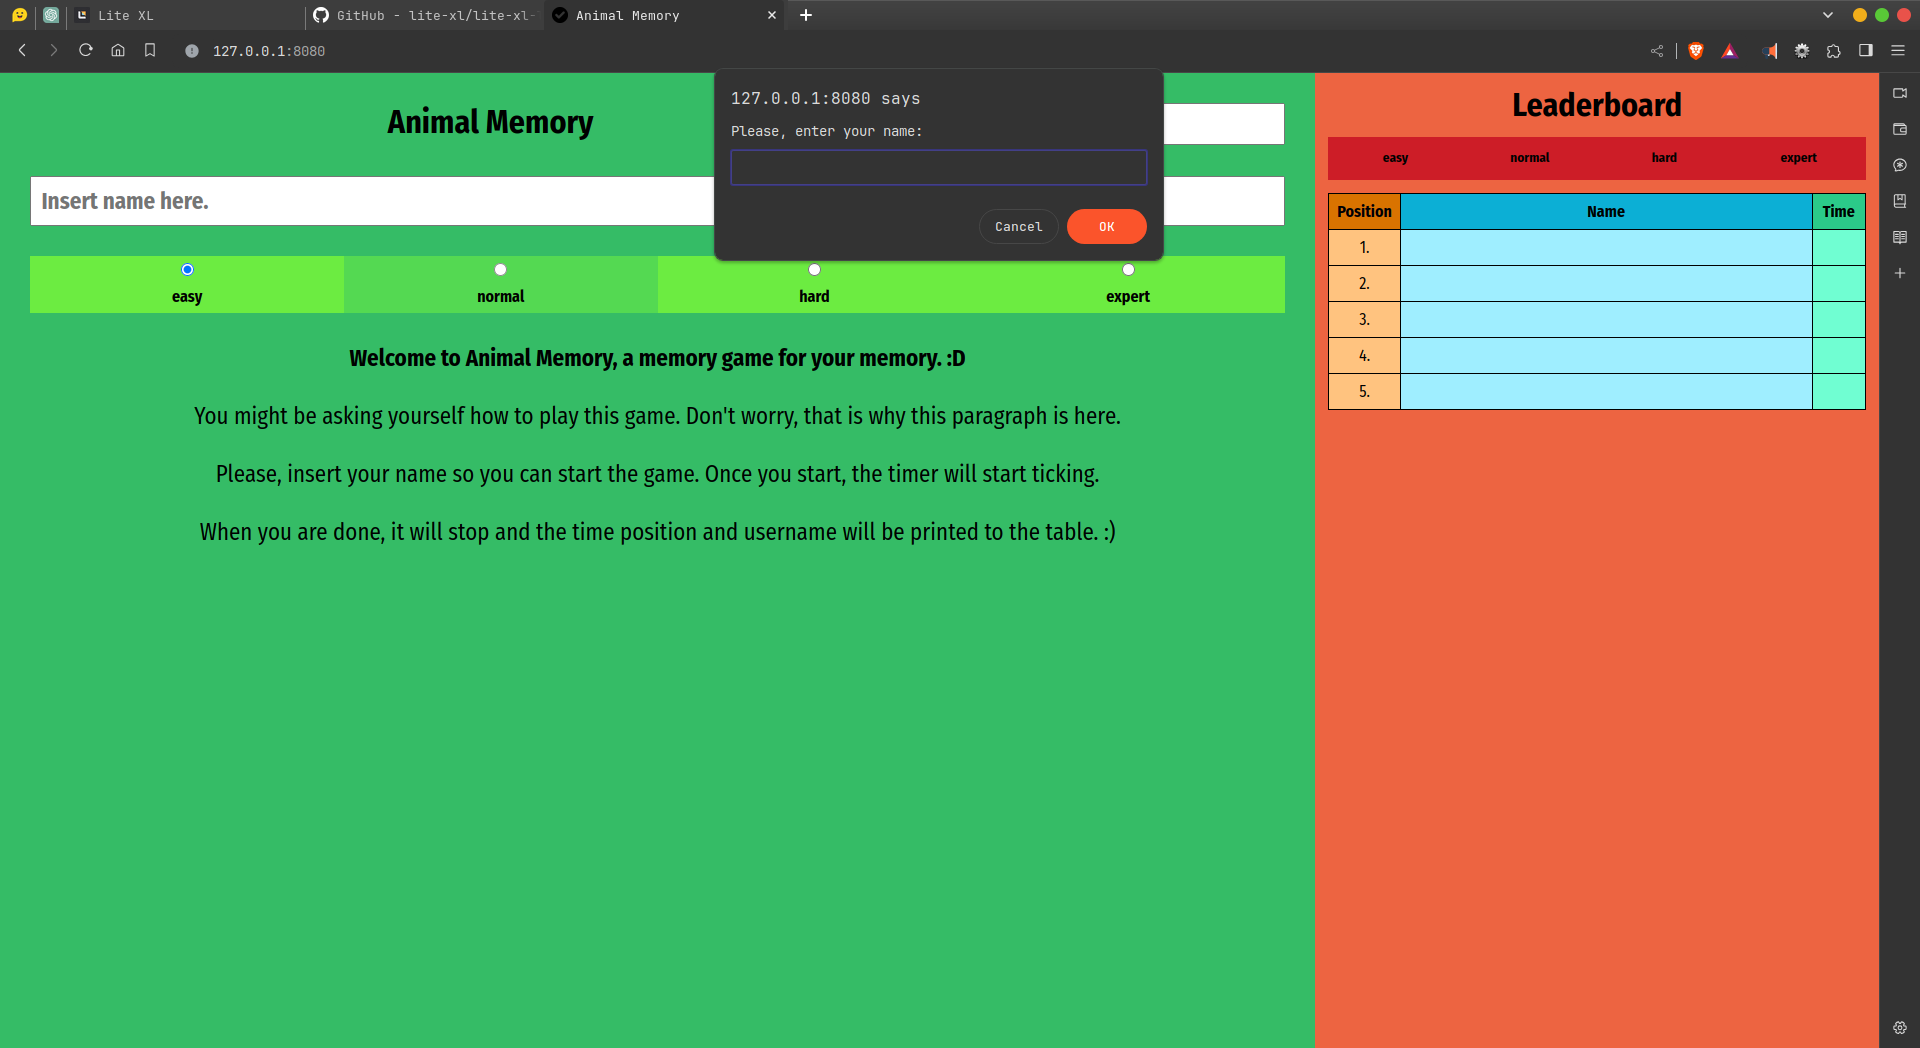 Lite XL
GitHub - lite-xl/lite-xl-
Animal Memory
127.0.0.1:8080
127.0.0.1:8080 says
Please, enter your name:
Cancel
OK
Animal Memory
Insert name here.
easy
normal
hard
expert
Welcome to Animal Memory, a memory game for your memory. :D
You might be asking yourself how to play this game. Don't worry, that is why this paragraph is here.
Please, insert your name so you can start the game. Once you start, the timer will start ticking.
When you are done, it will stop and the time position and username will be printed to the table. :)
Leaderboard
easy normal hard expert
Position Name Time
1.
2.
3.
4.
5.